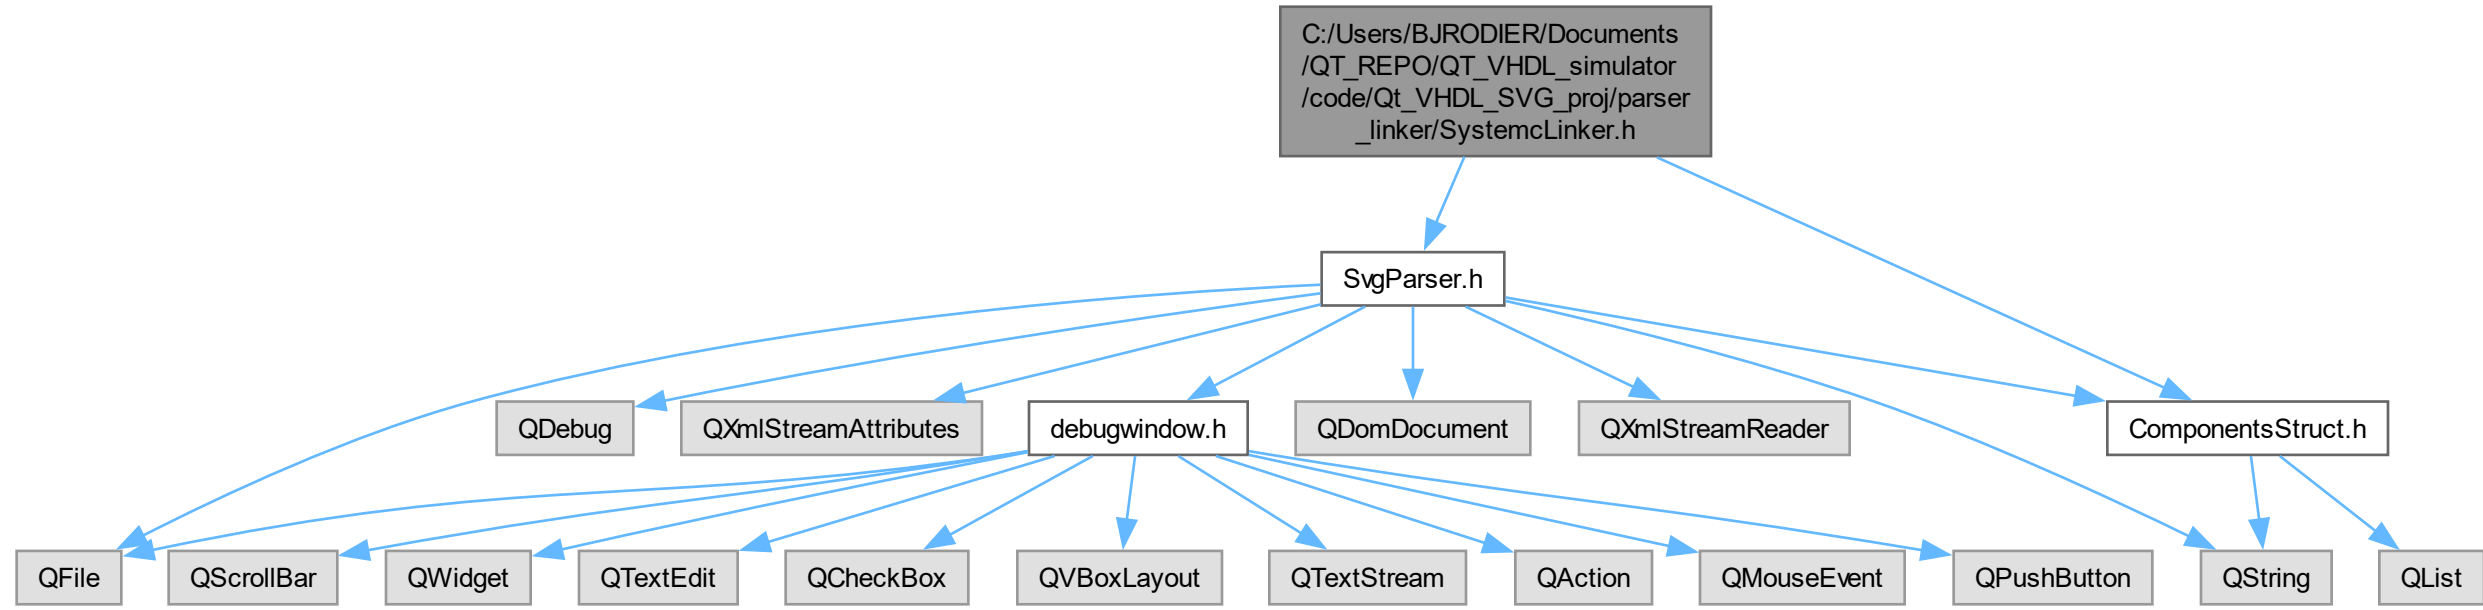 C:/Users/BJRODIER/Documents
/QT_REPO/QT_VHDL_simulator
/code/Qt_VHDL_SVG_proj/parser
_linker/SystemcLinker.h
SvgParser.h
QDebug
QXmlStreamAttributes
debugwindow.h
QDomDocument
QXmlStreamReader
ComponentsStruct.h
QFile
QScrollBar
QWidget
QTextEdit
QCheckBox
QVBoxLayout
QTextStream
QAction
QMouseEvent
QPushButton
QString
QList